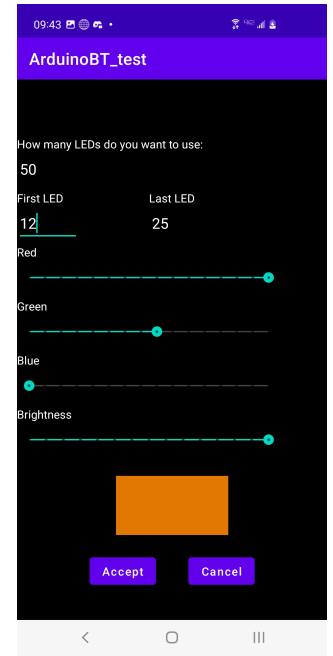 09:43
ArduinoBT_test
How many LEDs do you want to use:
50
First LED Last LED
12 25
Red
Green
Blue
Brightness
Accept Cancel